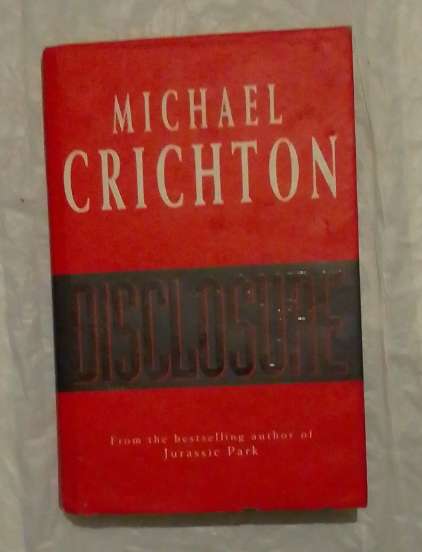 MICHAEL
CRICHTON
DISCLOSURE
From the bestselling author of
Jurassic Park